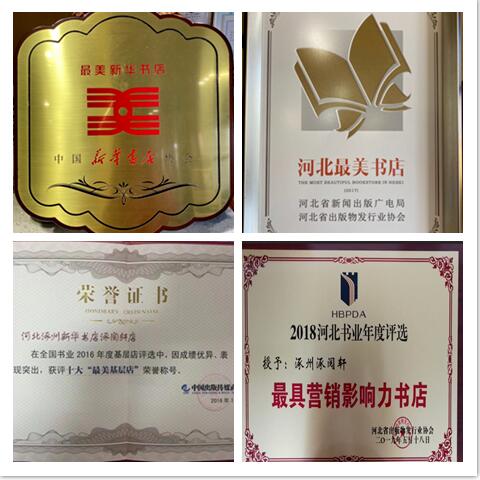 最美新华书店
中国新华书店协会
河北最美书店
THE MOST BEAUTIFUL BOOKSTORE IN HEBEI
(2017)
河北省新闻出版广电局
河北省出版物发行业协会
荣誉证书
河北涿州新华书店涿阅轩店
在全国书业2016年度基层店评选中，因成绩优异、表
现突出，获评十大“最美基层店”荣誉称号。
HBPDA
2018河北书业年度评选
授予：涿州涿阅轩
最具营销影响力书店
河北省出版物发行业协会
二〇一九年五月十八日